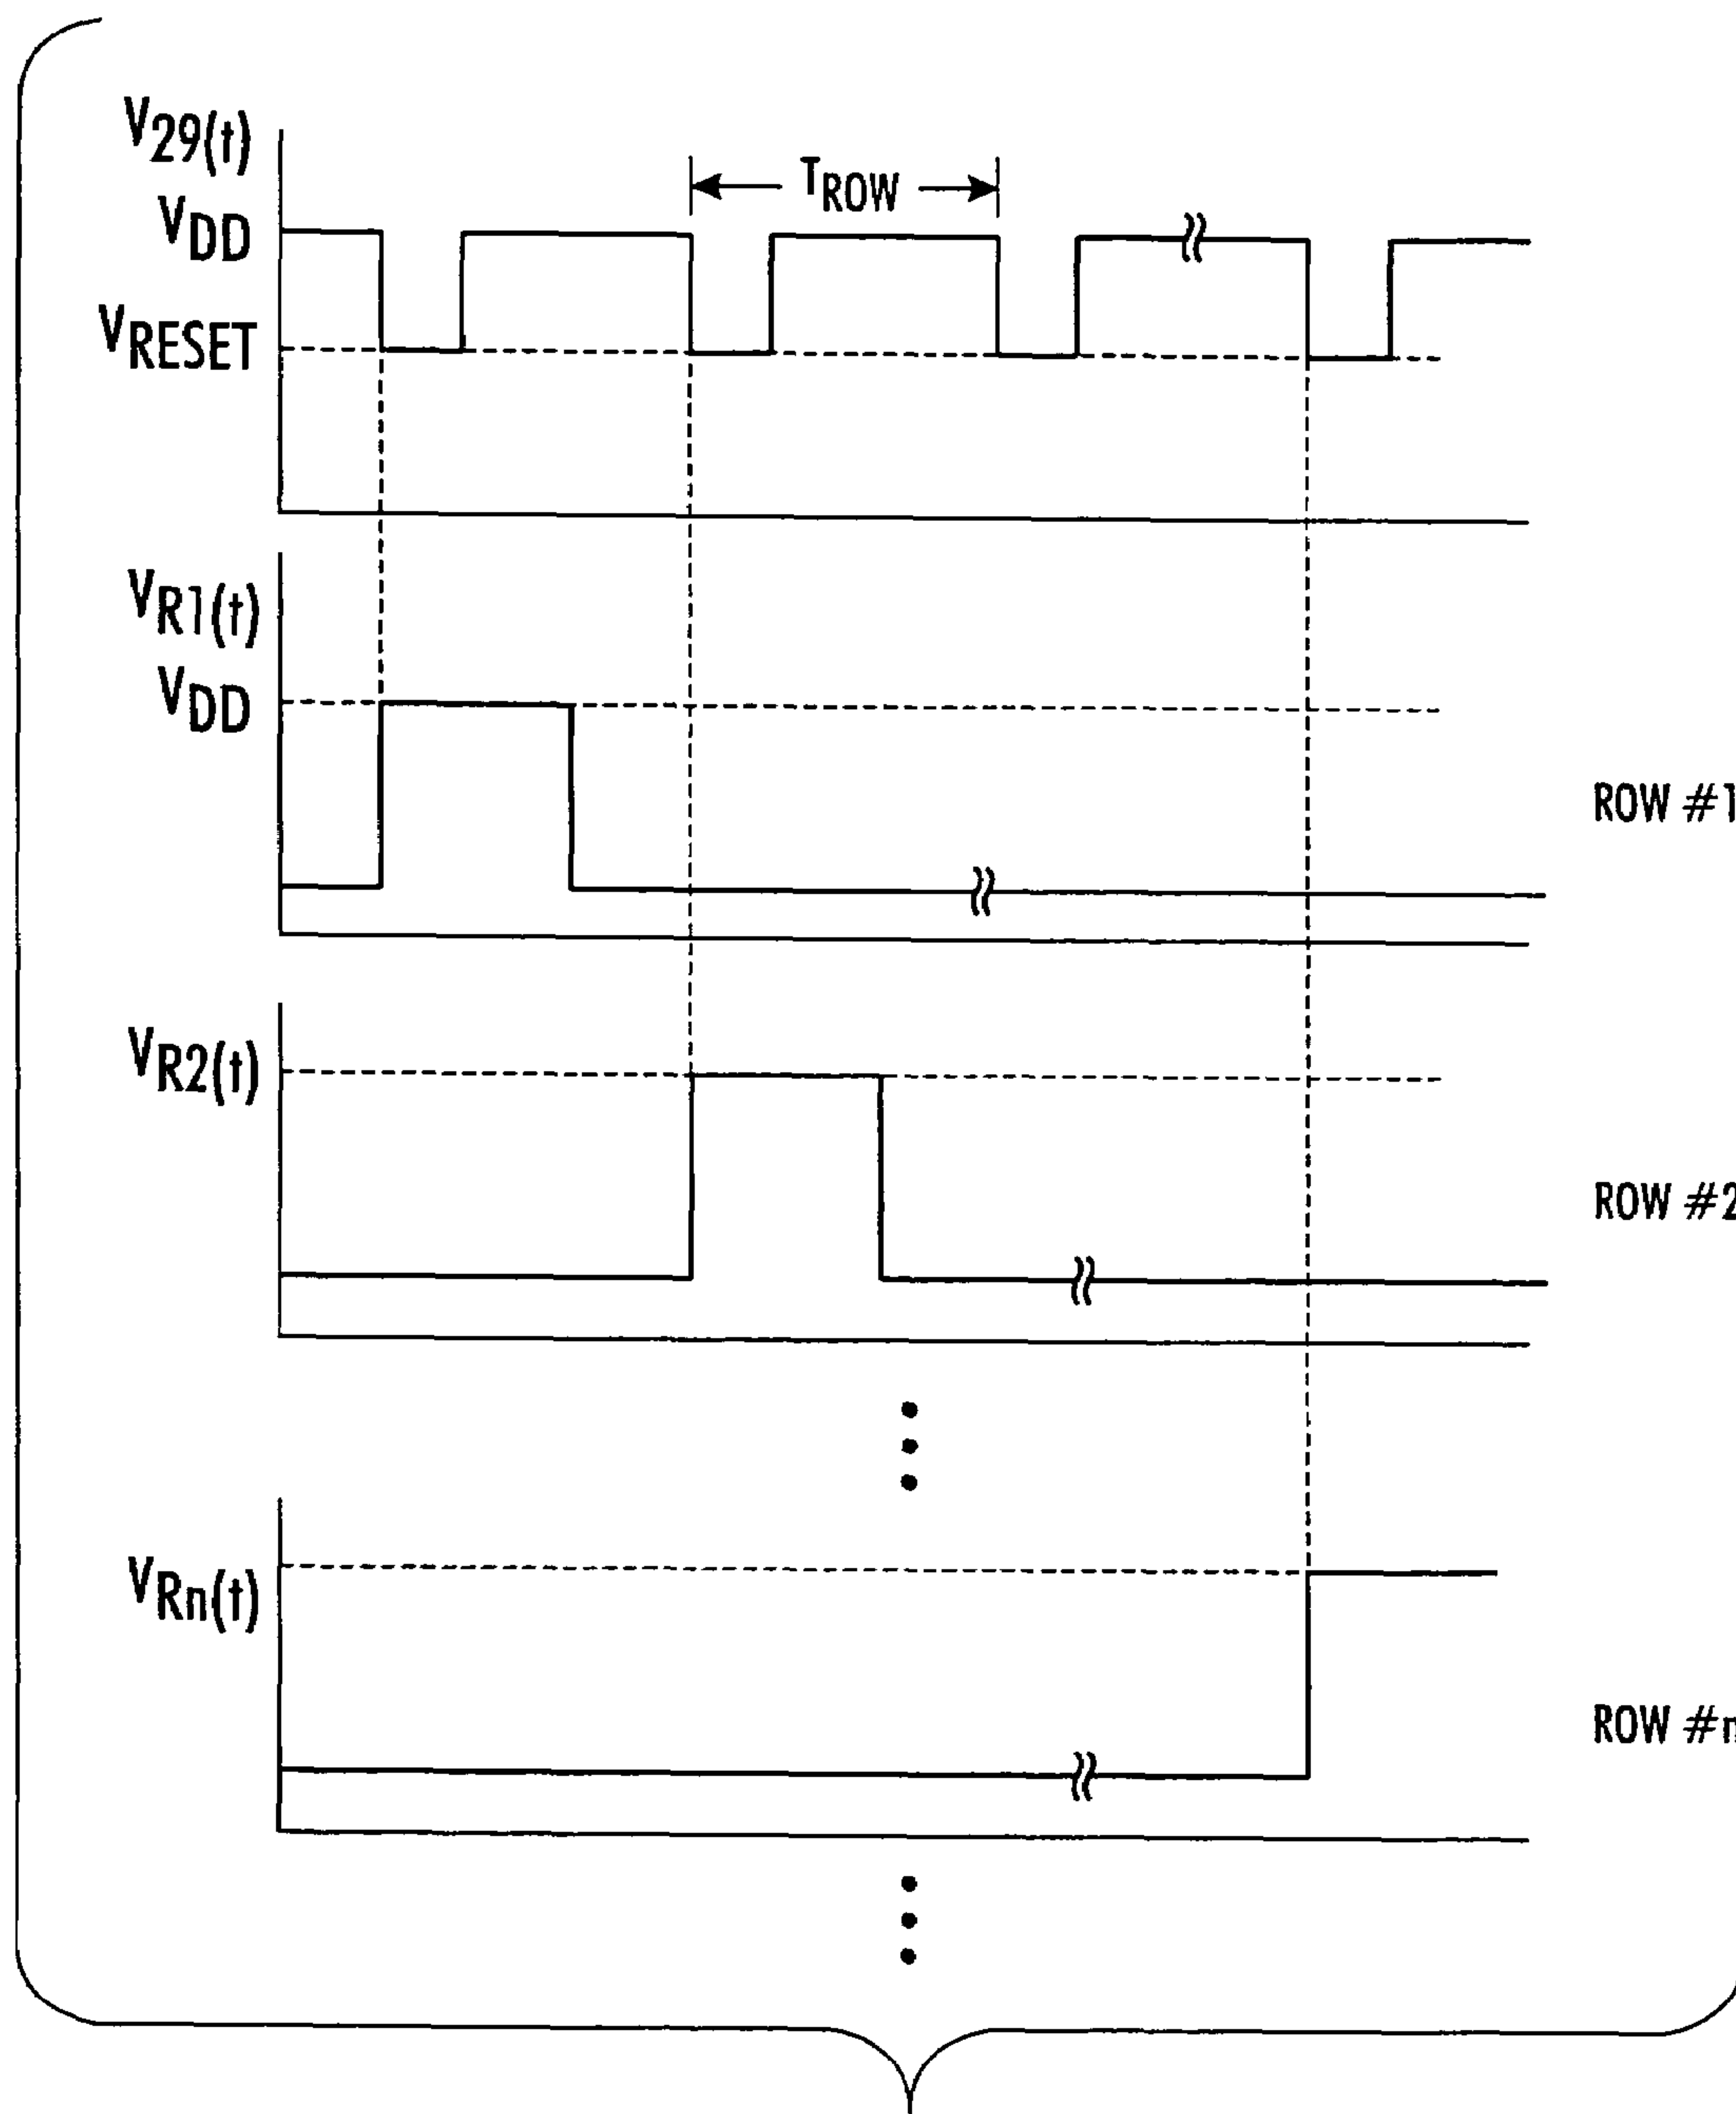 V29(t)
TROW
VDD
VRESET
VR1(t)
VDD
ROW #1
VR2(t)
ROW #2
VRn(t)
ROW #n